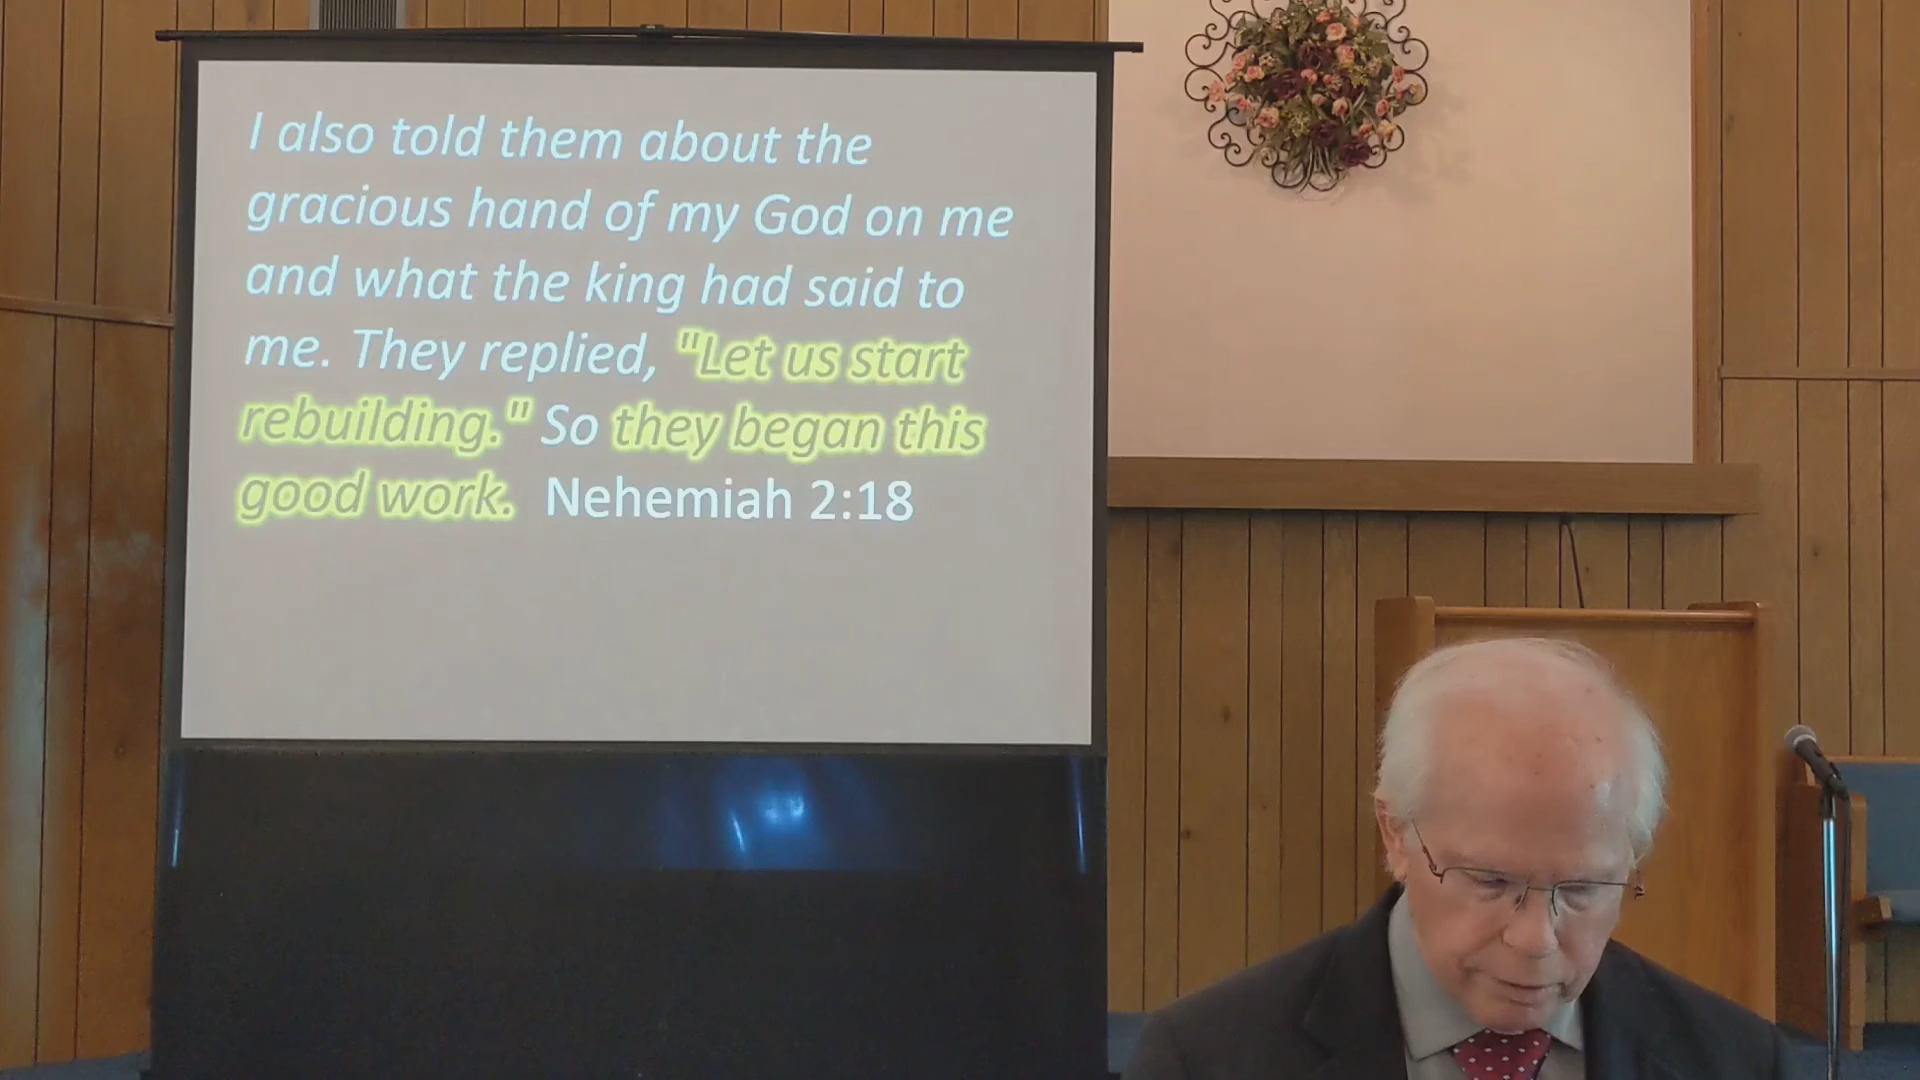 I also told them about the
gracious hand of my God on me
and what the king had said to
me. They replied, "Let us start
rebuilding." So they began this
good work. Nehemiah 2:18